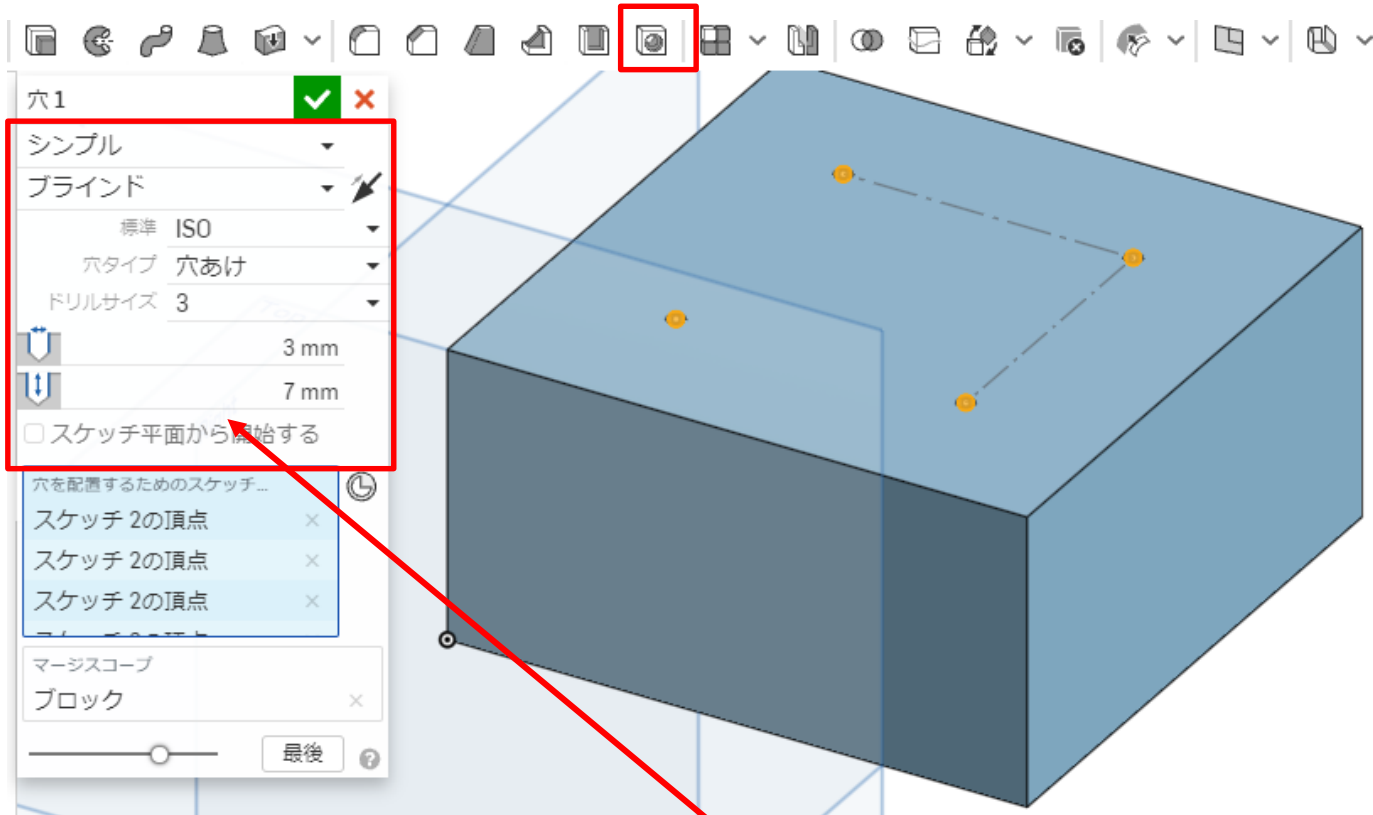 穴 1
シンプル
ブラインド
標準 ISO
穴タイプ 穴あけ
ドリルサイズ 3
3 mm
7 mm
スケッチ平面から開始する
穴を配置するためのスケッチ...
スケッチ 2の頂点
スケッチ 2の頂点
スケッチ 2の頂点
マージスコープ
ブロック
最後
Top